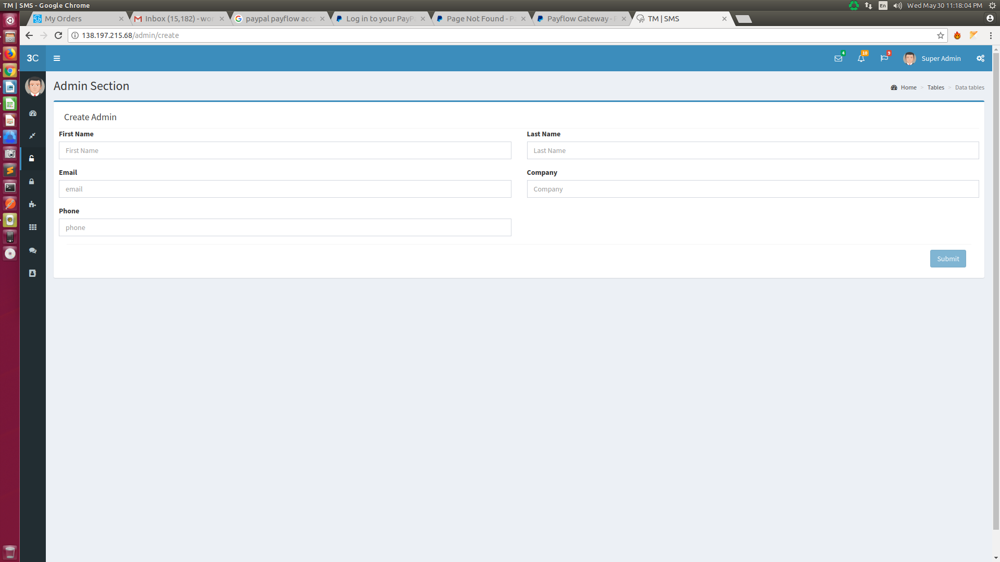 TM | SMS - Google Chrome
En
Wed May 30 11:18:04 PM
My Orders
Inbox (15,182) - wor
paypal payflow acc
Log in to your PayP
Page Not Found - Pa
Payflow Gateway - P
TM | SMS
138.197.215.68/admin/create
3C
4
10
9
Super Admin
Admin Section
Home > Tables > Data tables
Create Admin
First Name
Last Name
First Name
Last Name
Email
Company
email
Company
Phone
phone
Submit